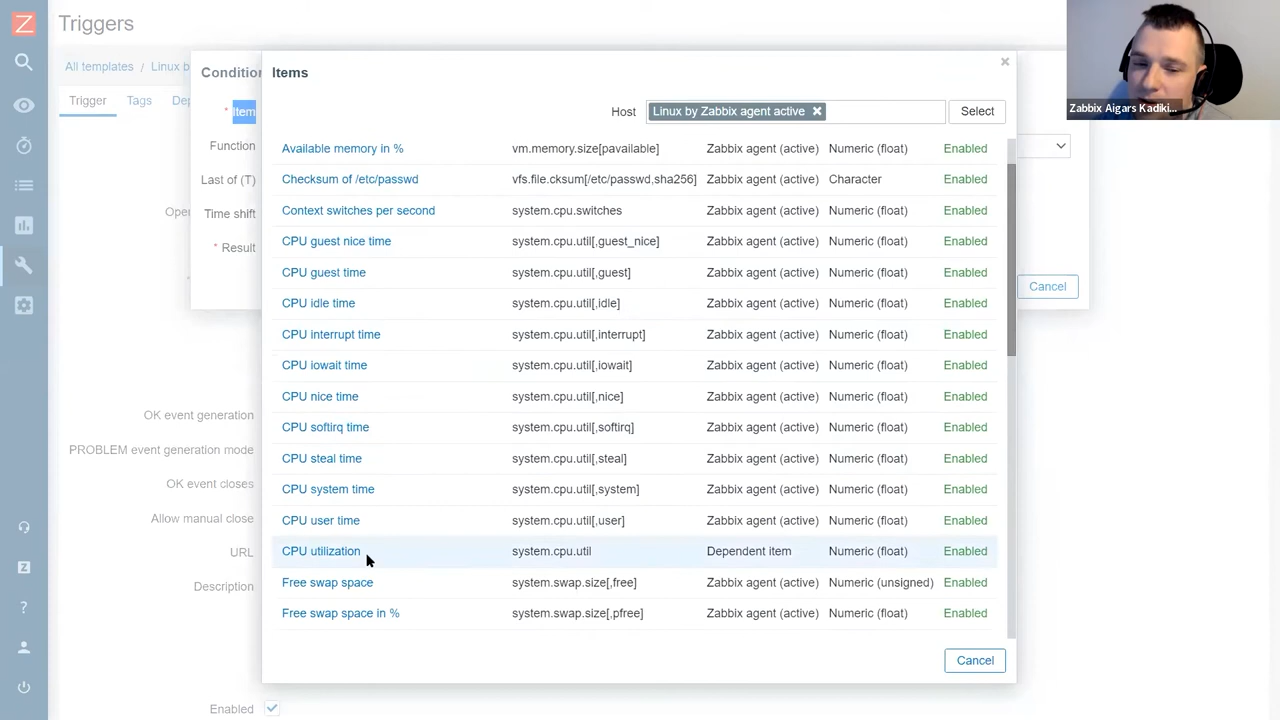 Z
Triggers
All templates / Linux b
Trigger Tags De
Condition
* Item
Function
Last of (T)
Time shift
* Result
Cancel
Oper
*
OK event generation
PROBLEM event generation mode
OK event closes
Allow manual close
URL
Description
Enabled
Items
×
Host Linux by Zabbix agent active Select
Available memory in % vm.memory.size[pavailable] Zabbix agent (active) Numeric (float) Enabled
Checksum of /etc/passwd vfs.file.cksum[/etc/passwd,sha256] Zabbix agent (active) Character Enabled
Context switches per second system.cpu.switches Zabbix agent (active) Numeric (float) Enabled
CPU guest nice time system.cpu.util[,guest_nice] Zabbix agent (active) Numeric (float) Enabled
CPU guest time system.cpu.util[,guest] Zabbix agent (active) Numeric (float) Enabled
CPU idle time system.cpu.util[,idle] Zabbix agent (active) Numeric (float) Enabled
CPU interrupt time system.cpu.util[,interrupt] Zabbix agent (active) Numeric (float) Enabled
CPU iowait time system.cpu.util[,iowait] Zabbix agent (active) Numeric (float) Enabled
CPU nice time system.cpu.util[,nice] Zabbix agent (active) Numeric (float) Enabled
CPU softirq time system.cpu.util[,softirq] Zabbix agent (active) Numeric (float) Enabled
CPU steal time system.cpu.util[,steal] Zabbix agent (active) Numeric (float) Enabled
CPU system time system.cpu.util[,system] Zabbix agent (active) Numeric (float) Enabled
CPU user time system.cpu.util[,user] Zabbix agent (active) Numeric (float) Enabled
CPU utilization system.cpu.util Dependent item Numeric (float) Enabled
Free swap space system.swap.size[,free] Zabbix agent (active) Numeric (unsigned) Enabled
Free swap space in % system.swap.size[,pfree] Zabbix agent (active) Numeric (float) Enabled
Cancel
Zabbix Aigars Kadiki...